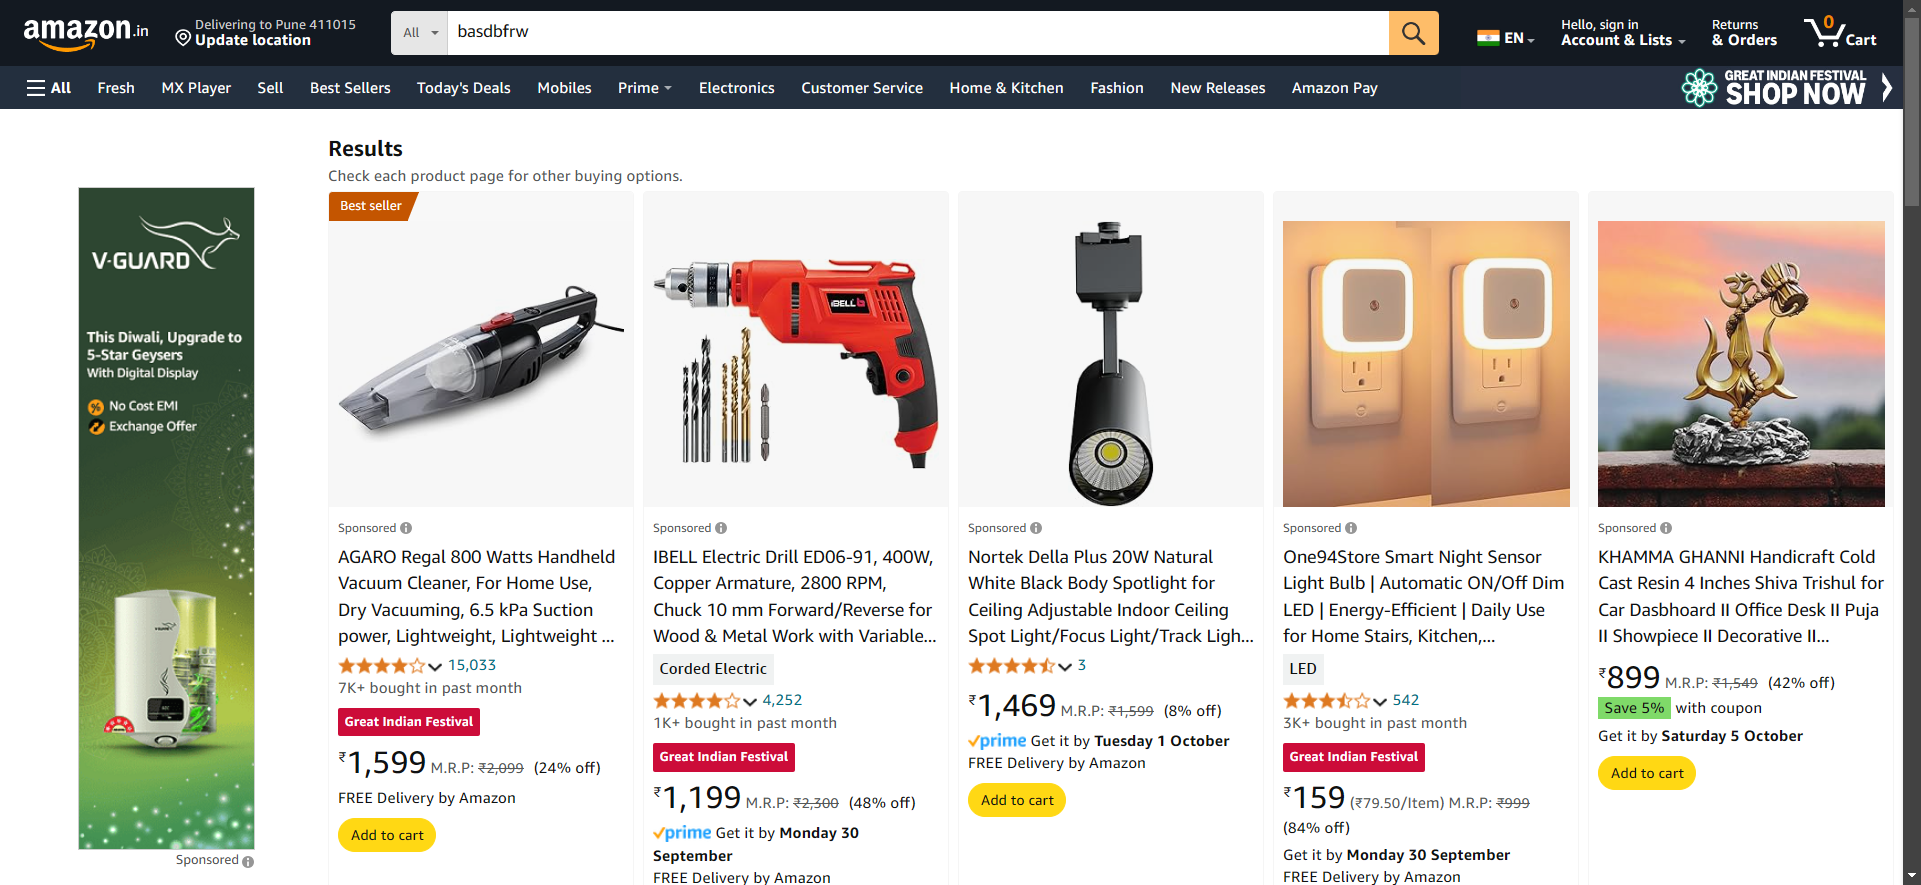 amazon.in
Delivering to Pune 411015
Update location
All
basdbfrw
EN
Hello, sign in
Account & Lists
Returns
& Orders
0
Cart
All
Fresh
MX Player
Sell
Best Sellers
Today's Deals
Mobiles
Prime
Electronics
Customer Service
Home & Kitchen
Fashion
New Releases
Amazon Pay
GREAT INDIAN FESTIVAL
SHOP NOW
V-GUARD
This Diwali, Upgrade to
5-Star Geysers
With Digital Display
No Cost EMI
Exchange Offer
Sponsored
Results
Check each product page for other buying options.
Best seller
Sponsored
AGARO Regal 800 Watts Handheld
Vacuum Cleaner, For Home Use,
Dry Vacuuming, 6.5 kPa Suction
power, Lightweight, Lightweight ...
15,033
7K+ bought in past month
Great Indian Festival
₹1,599 M.R.P: ₹2,099 (24% off)
FREE Delivery by Amazon
Add to cart
iBELL
Sponsored
IBELL Electric Drill ED06-91, 400W,
Copper Armature, 2800 RPM,
Chuck 10 mm Forward/Reverse for
Wood & Metal Work with Variable...
Corded Electric
4,252
1K+ bought in past month
Great Indian Festival
₹1,199 M.R.P: ₹2,300 (48% off)
prime Get it by Monday 30
September
FREE Delivery by Amazon
Sponsored
Nortek Della Plus 20W Natural
White Black Body Spotlight for
Ceiling Adjustable Indoor Ceiling
Spot Light/Focus Light/Track Ligh...
3
₹1,469 M.R.P: ₹1,599 (8% off)
prime Get it by Tuesday 1 October
FREE Delivery by Amazon
Add to cart
Sponsored
One94Store Smart Night Sensor
Light Bulb | Automatic ON/Off Dim
LED | Energy-Efficient | Daily Use
for Home Stairs, Kitchen,...
LED
542
3K+ bought in past month
Great Indian Festival
₹159 (₹79.50/Item) M.R.P: ₹999
(84% off)
Get it by Monday 30 September
FREE Delivery by Amazon
Sponsored
KHAMMA GHANNI Handicraft Cold
Cast Resin 4 Inches Shiva Trishul for
Car Dasbhoard II Office Desk II Puja
II Showpiece II Decorative II...
₹899 M.R.P: ₹1,549 (42% off)
Save 5% with coupon
Get it by Saturday 5 October
Add to cart